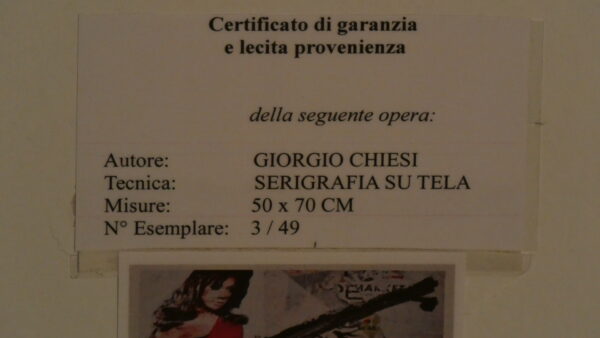 Certificato di garanzia
e lecita provenienza
della seguente opera:
Autore: GIORGIO CHIESI
Tecnica: SERIGRAFIA SU TELA
Misure: 50 x 70 CM
N° Esemplare: 3 / 49